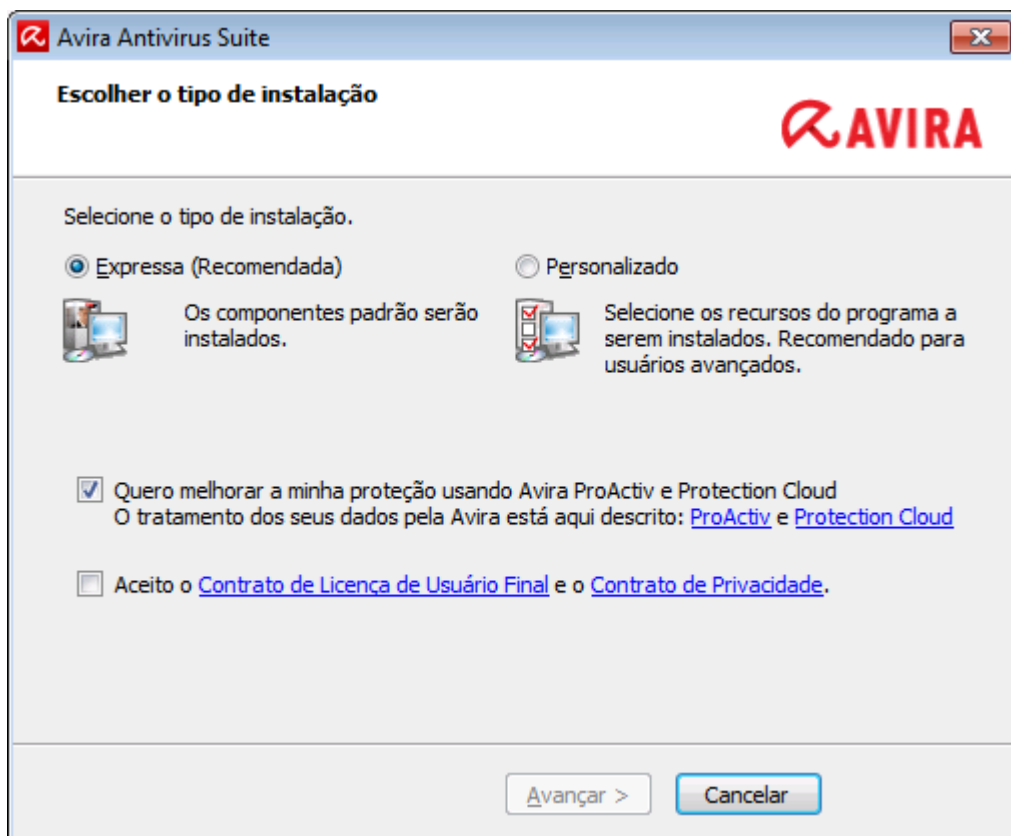 Avira Antivirus Suite
Escolher o tipo de instalação
AVIRA
Selecione o tipo de instalação.
Expressa (Recomendada)
Os componentes padrão serão
instalados.
Personalizado
Selecione os recursos do programa a
serem instalados. Recomendado para
usuários avançados.
Quero melhorar a minha proteção usando Avira ProActiv e Protection Cloud
O tratamento dos seus dados pela Avira está aqui descrito: ProActiv e Protection Cloud
Aceito o Contrato de Licença de Usuário Final e o Contrato de Privacidade.
Avançar >
Cancelar